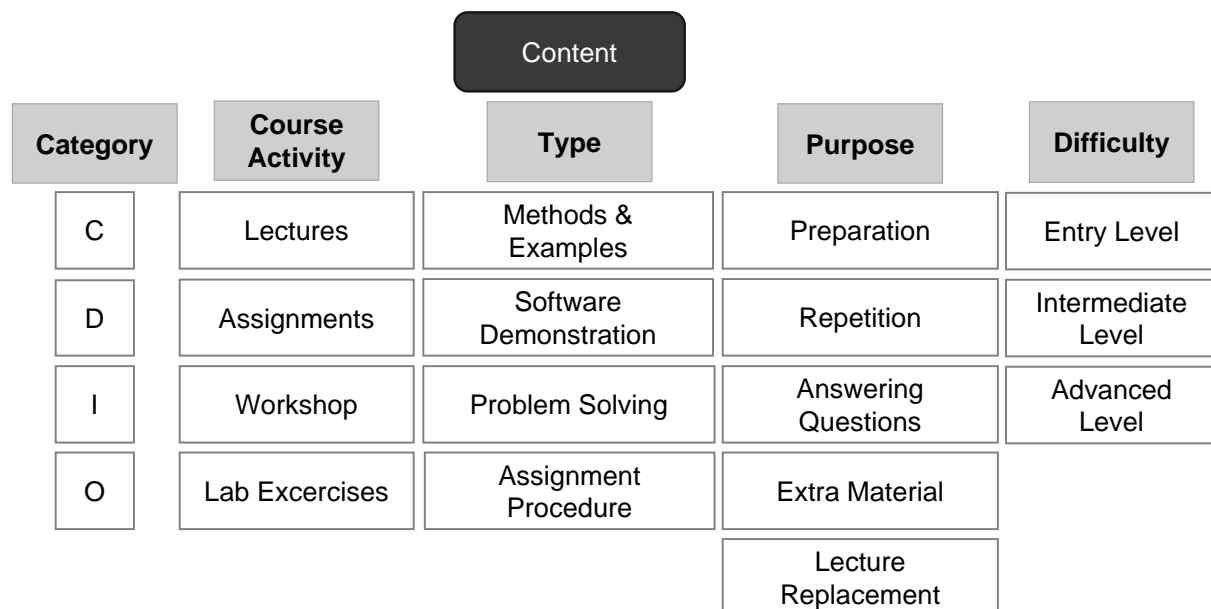 Content
Category
Course
Activity
Type
Purpose
Difficulty
C
Lectures
Methods &
Examples
Preparation
Entry Level
D
Assignments
Software
Demonstration
Repetition
Intermediate
Level
I
Workshop
Problem Solving
Answering
Questions
Advanced
Level
O
Lab Excercises
Assignment
Procedure
Extra Material
Lecture
Replacement